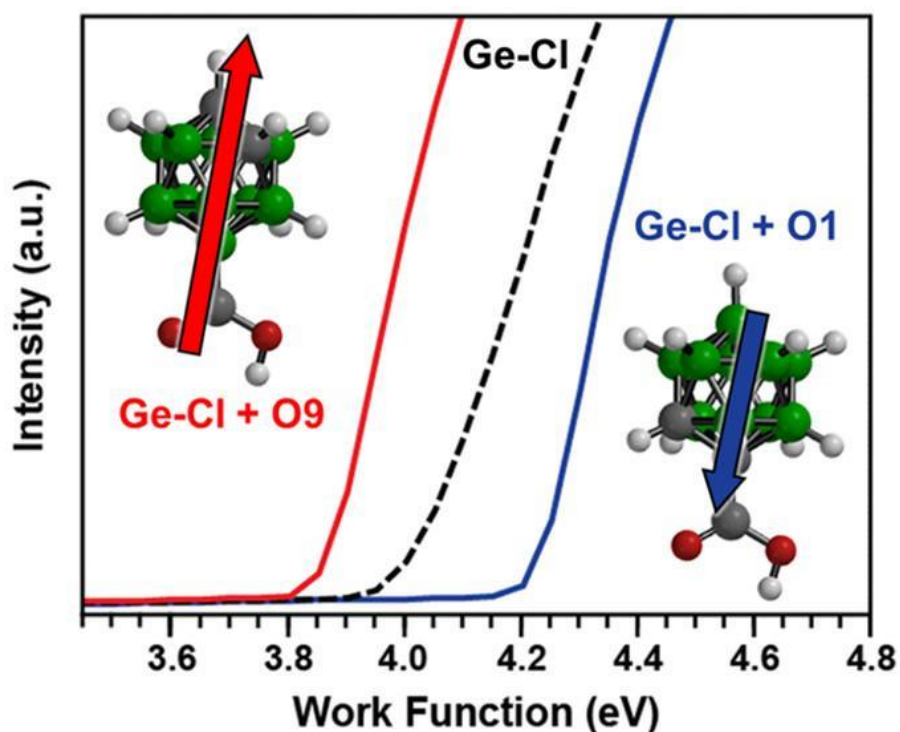 Ge-Cl
Ge-Cl + O1
Ge-Cl + O9
Intensity (a.u.)
3.6 3.8 4.0 4.2 4.4 4.6 4.8
Work Function (eV)